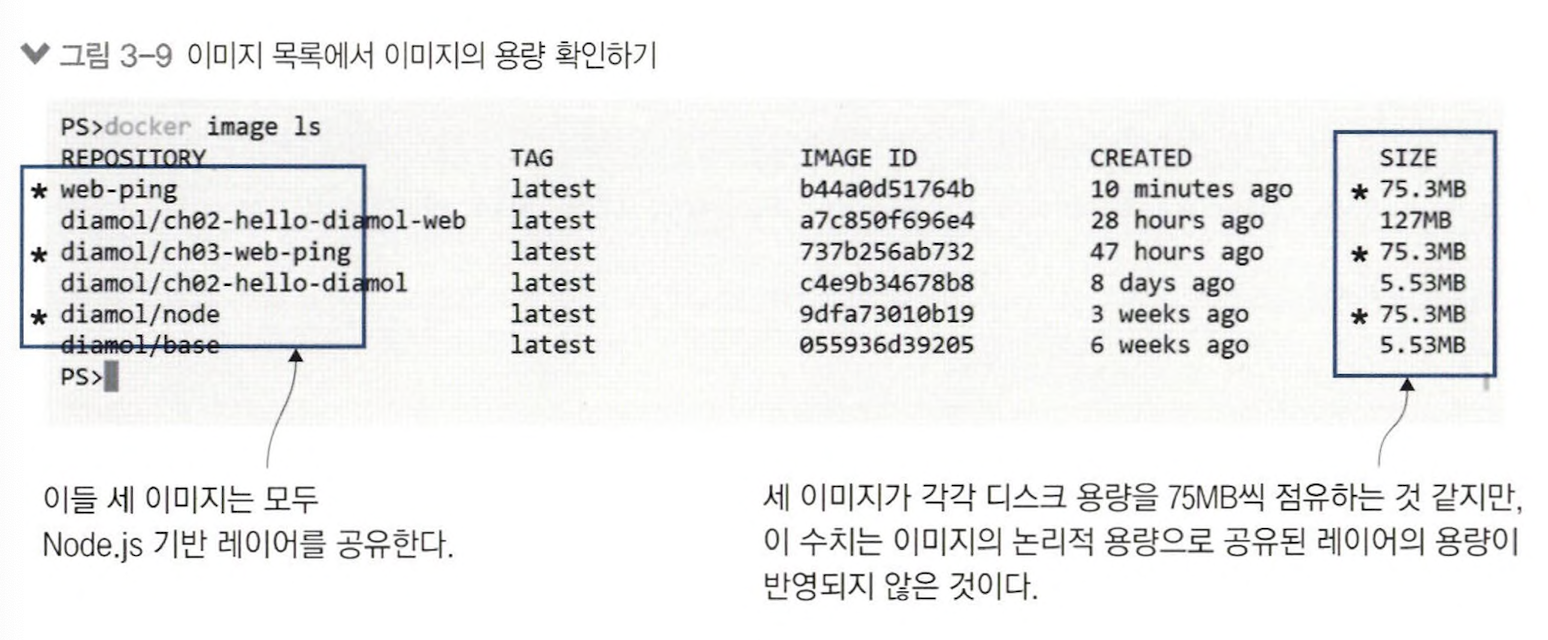 그림 3-9 이미지 목록에서 이미지의 용량 확인하기
PS>docker image ls
REPOSITORY TAG IMAGE ID CREATED SIZE
* web-ping latest b44a0d51764b 10 minutes ago * 75.3MB
diamol/ch02-hello-diamol-web latest a7c850f696e4 28 hours ago 127MB
* diamol/ch03-web-ping latest 737b256ab732 47 hours ago * 75.3MB
diamol/ch02-hello-diamol latest c4e9b34678b8 8 days ago 5.53MB
* diamol/node latest 9dfa73010b19 3 weeks ago * 75.3MB
diamol/base latest 055936d39205 6 weeks ago 5.53MB
PS>
이들 세 이미지는 모두
Node.js 기반 레이어를 공유한다.
세 이미지가 각각 디스크 용량을 75MB씩 점유하는 것 같지만,
이 수치는 이미지의 논리적 용량으로 공유된 레이어의 용량이
반영되지 않은 것이다.